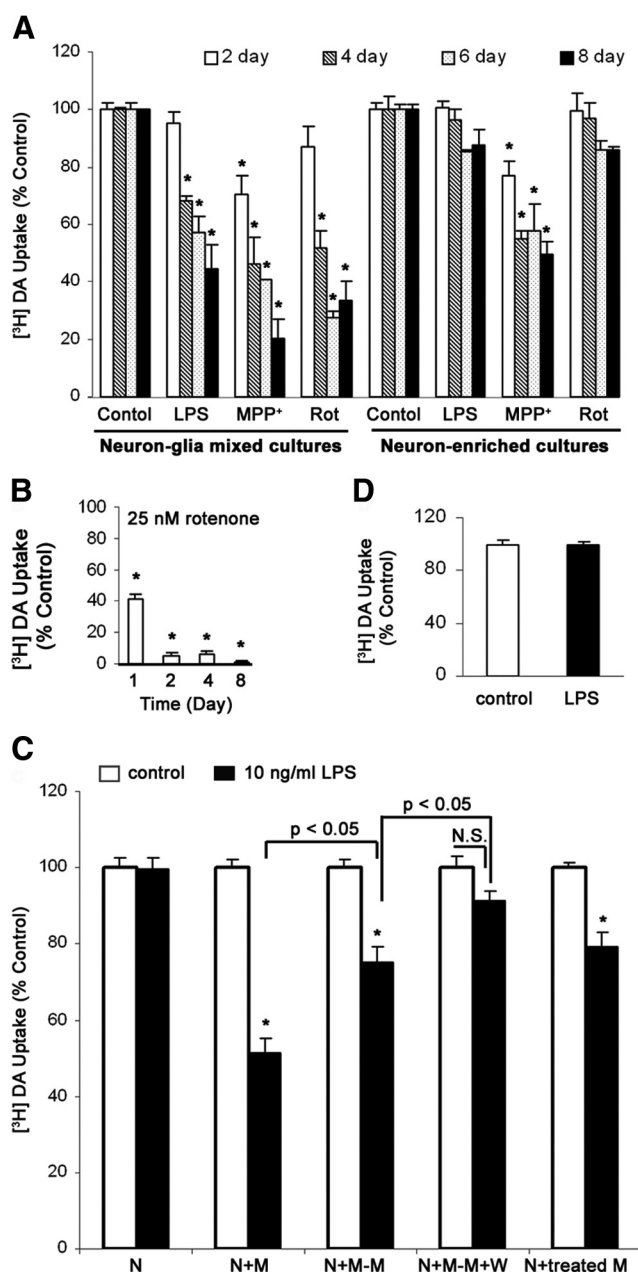 A
120
100
80
60
40
20
0
[³H] DA Uptake (% Control)
2 day 4 day 6 day 8 day
* * * * * * * * * * * * * *
Contol LPS MPP⁺ Rot Contol LPS MPP⁺ Rot
Neuron-glia mixed cultures Neuron-enriched cultures
B
100
80
60
40
20
0
[³H] DA Uptake
(% Control)
25 nM rotenone
* * * *
1 2 4 8
Time (Day)
D
120
80
40
0
[³H] DA Uptake
(% Control)
control LPS
C
control 10 ng/ml LPS
120
100
80
60
40
20
0
[³H] DA Uptake (% Control)
p < 0.05
p < 0.05
N.S.
* * *
N N+M N+M-M N+M-M+W N+treated M